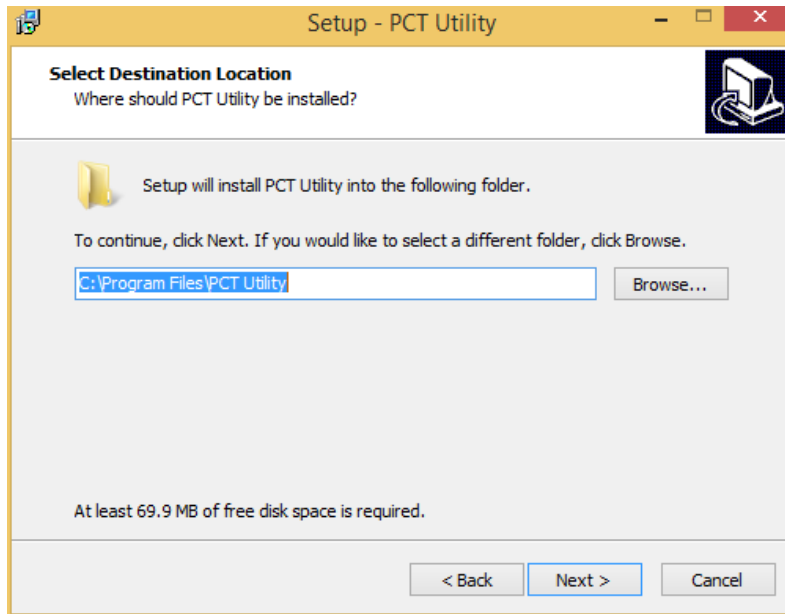 Setup - PCT Utility
Select Destination Location
Where should PCT Utility be installed?
Setup will install PCT Utility into the following folder.
To continue, click Next. If you would like to select a different folder, click Browse.
C:\Program Files\PCT Utility
Browse...
At least 69.9 MB of free disk space is required.
< Back
Next >
Cancel